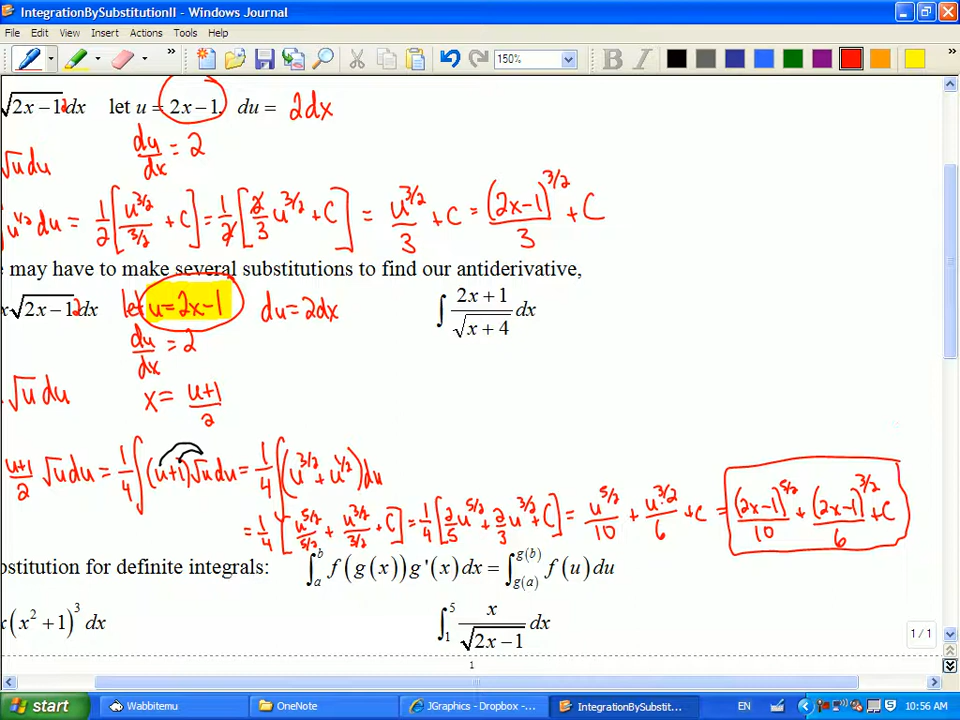 IntegrationBySubstitutionII - Windows Journal
File Edit View Insert Actions Tools Help
150%
√2x−1 2dx let u = 2x−1, du = 2dx
du/dx = 2
√u du
u^1/2 du = 1/2 [u^3/2 / 3/2 + C] = 1/2 [2/3 u^3/2 + C] = u^3/2 / 3 + C = (2x−1)^3/2 / 3 + C
e may have to make several substitutions to find our antiderivative,
x√2x−1 2dx let u=2x−1 du=2dx ∫ (2x+1)/√(x+4) dx
du/dx = 2
√u du x = (u+1)/2
(u+1)/2 √u du = 1/4 ∫(u+1)√u du = 1/4 ∫(u^3/2 + u^1/2) du
= 1/4 [u^5/2 / 5/2 + u^3/2 / 3/2 + C] = 1/4 [2/5 u^5/2 + 2/3 u^3/2 + C] = u^5/2 / 10 + u^3/2 / 6 + C = (2x−1)^5/2 / 10 + (2x−1)^3/2 / 6 + C
bstitution for definite integrals: ∫_a^b f(g(x))g'(x)dx = ∫_g(a)^g(b) f(u)du
x(x²+1)³ dx ∫_1^5 x/√(2x−1) dx
1 / 1
1
start Wabbitemu OneNote JGraphics - Dropbox -... IntegrationBySubstit... EN 10:56 AM